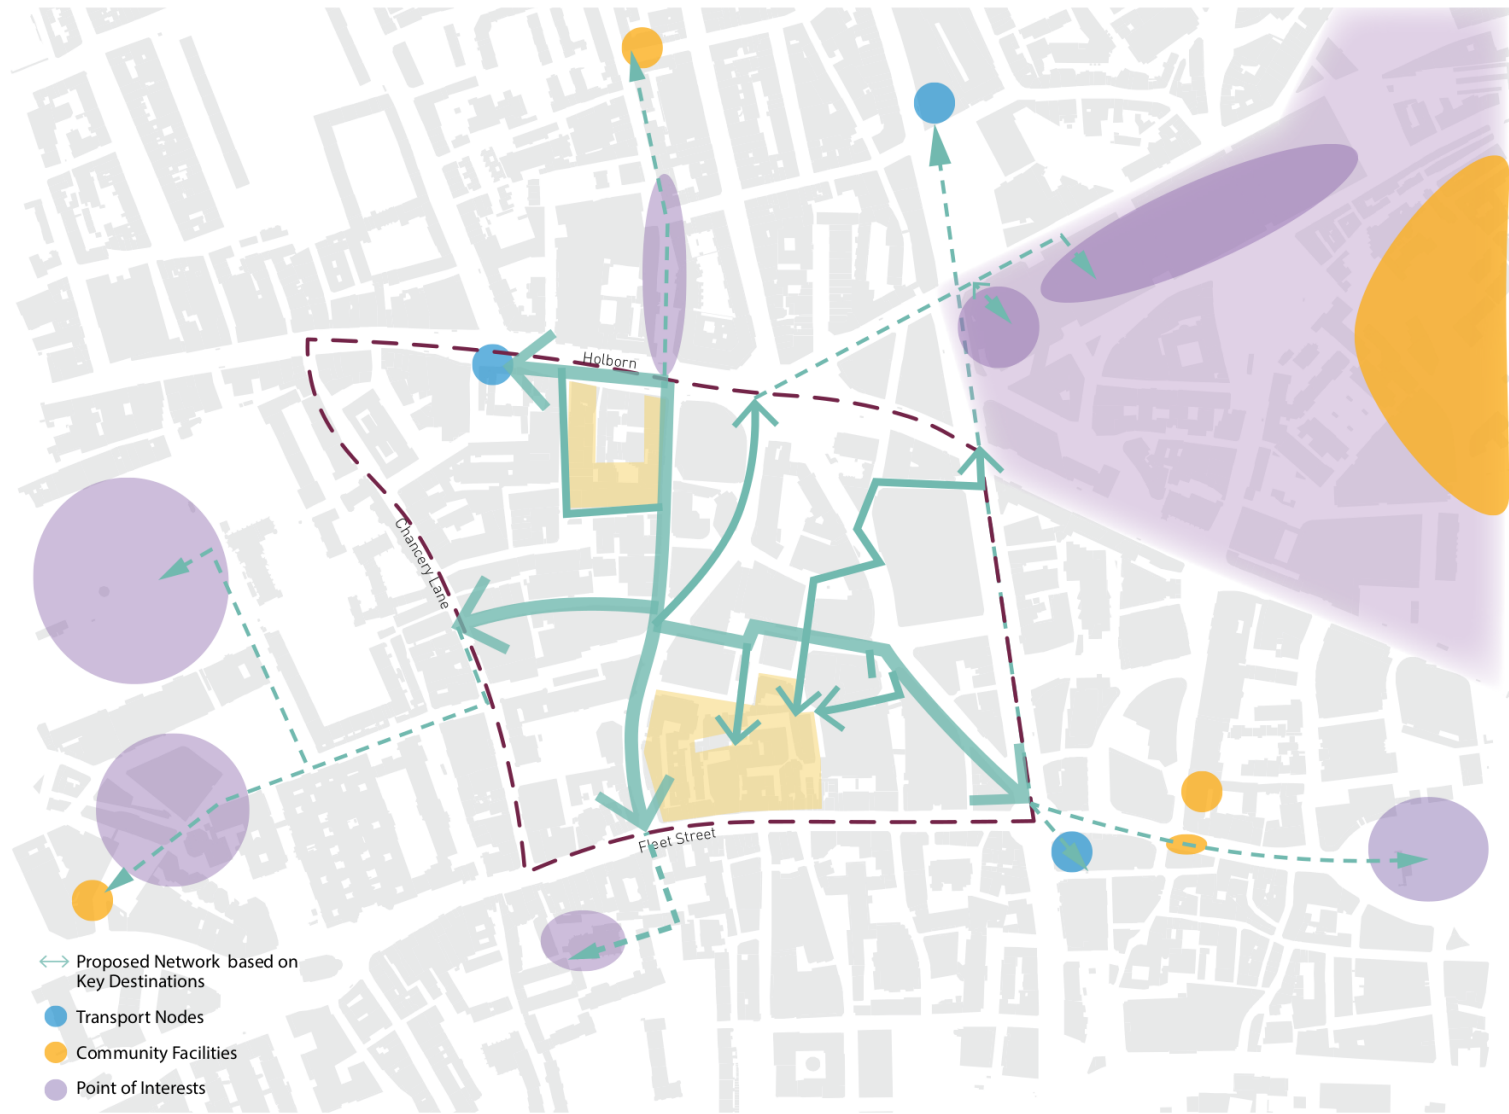 Holborn
Chancery Lane
Fleet Street
Proposed Network based on
Key Destinations
Transport Nodes
Community Facilities
Point of Interests